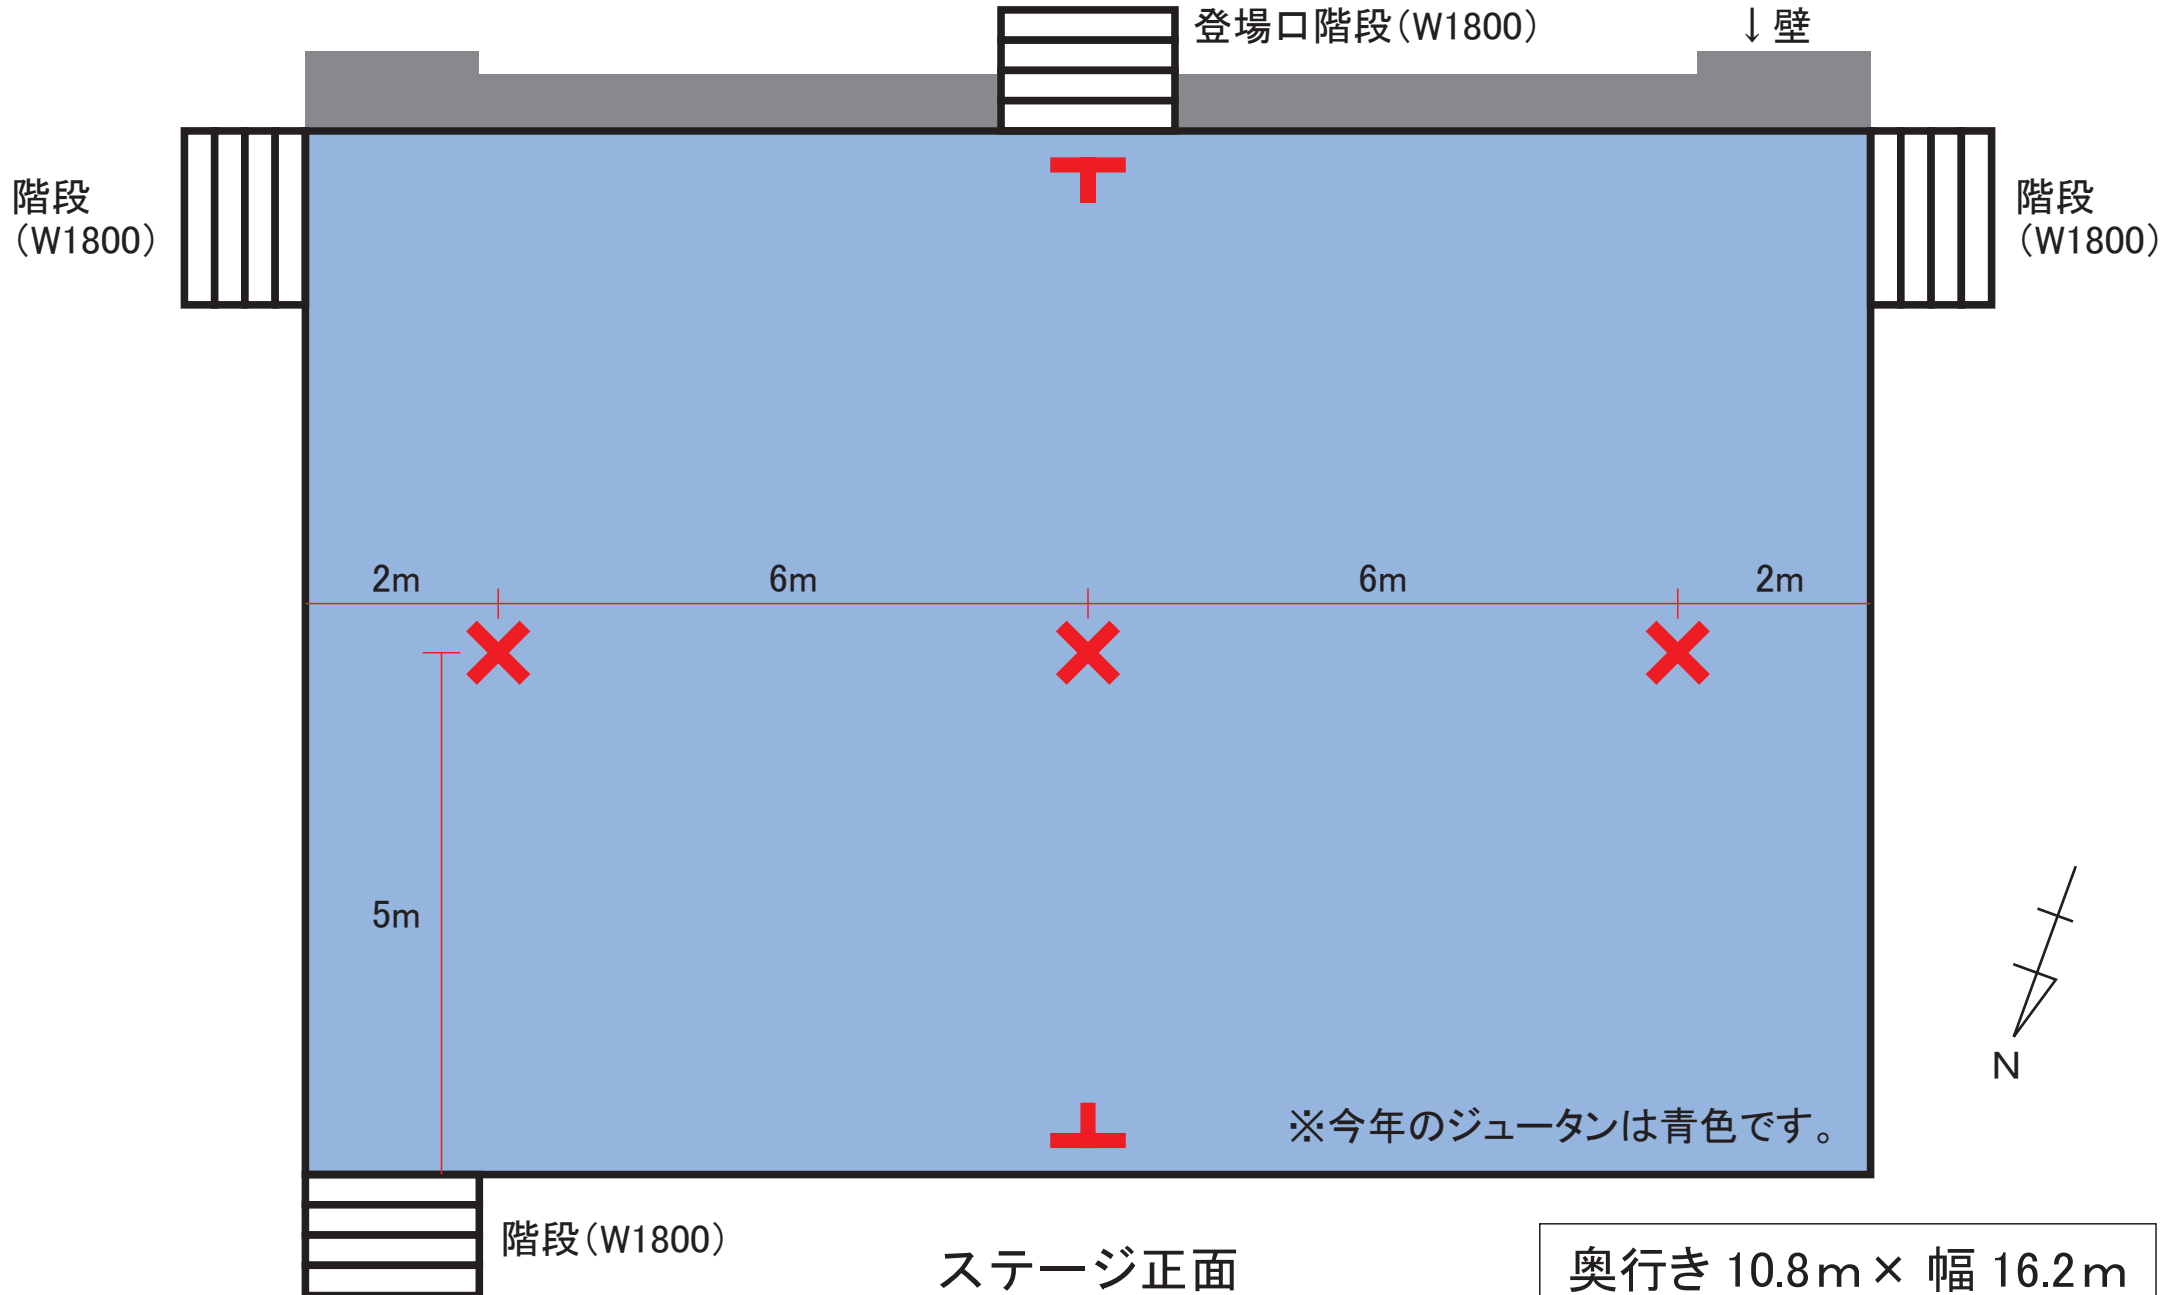 登場口階段(W1800)
↓壁
階段
(W1800)
階段
(W1800)
2m
6m
6m
2m
5m
N
※今年のジュータンは青色です。
階段(W1800)
ステージ正面
奥行き 10.8m× 幅 16.2m